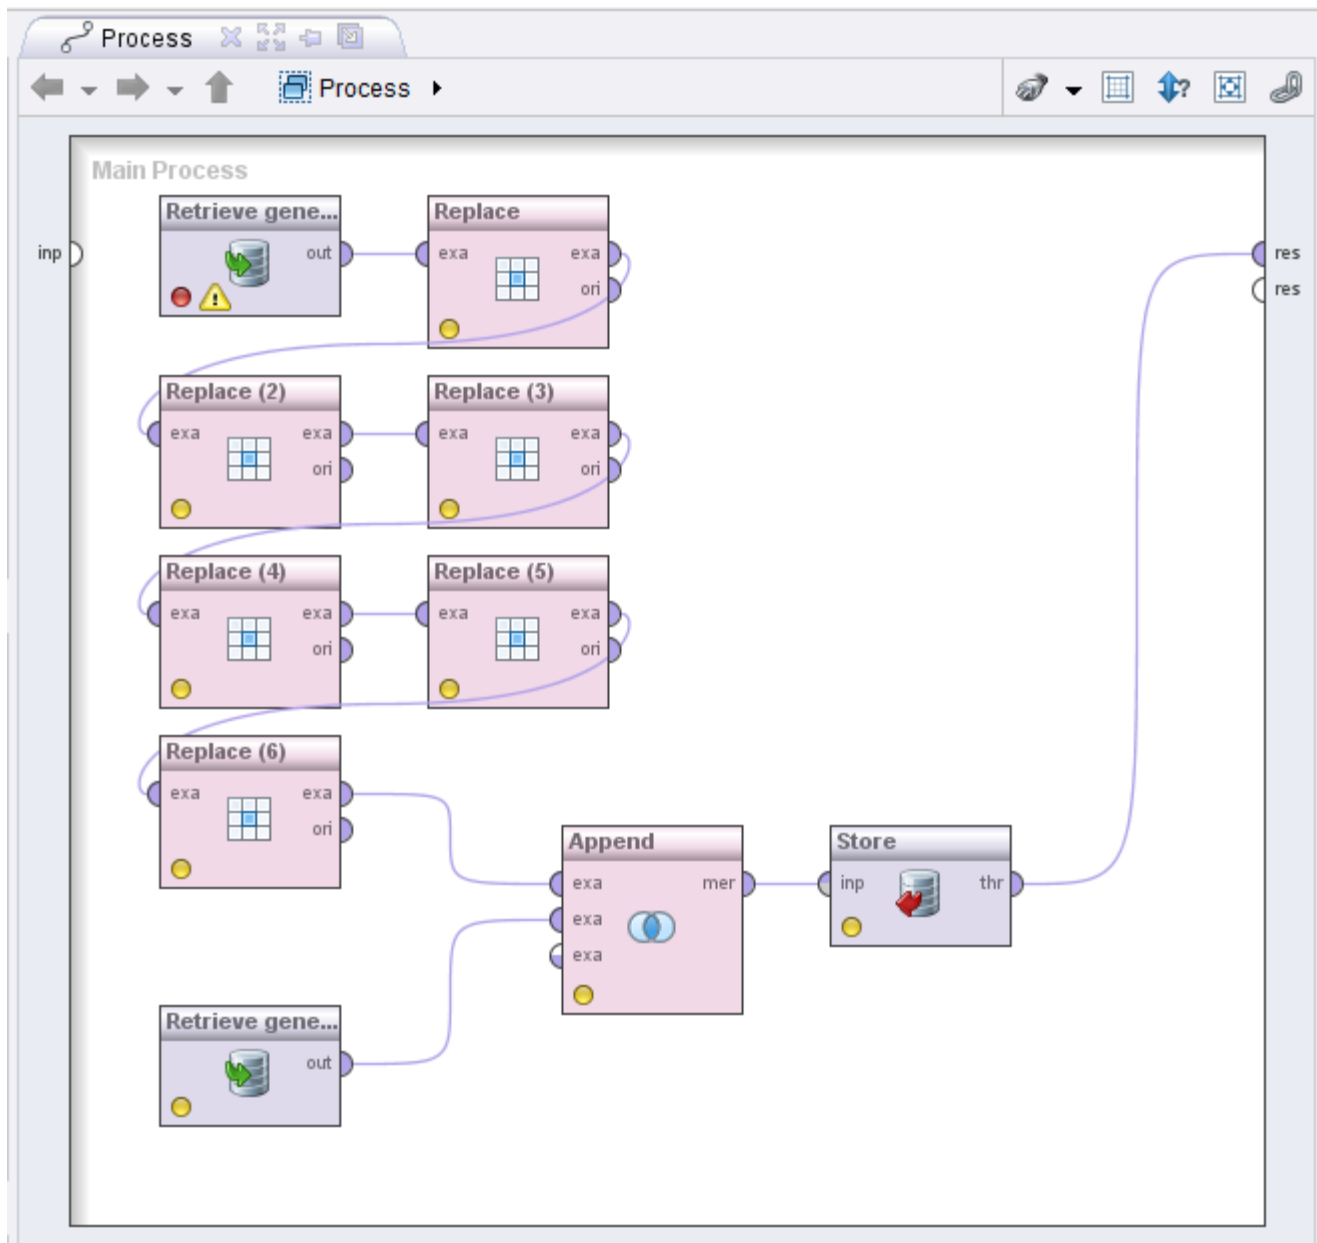 Process
Process
Main Process
Retrieve gene...
out
Replace
exa
exa
ori
inp
res
res
Replace (2)
exa
exa
ori
Replace (3)
exa
exa
ori
Replace (4)
exa
exa
ori
Replace (5)
exa
exa
ori
Replace (6)
exa
exa
ori
Append
exa
mer
exa
exa
Store
inp
thr
Retrieve gene...
out